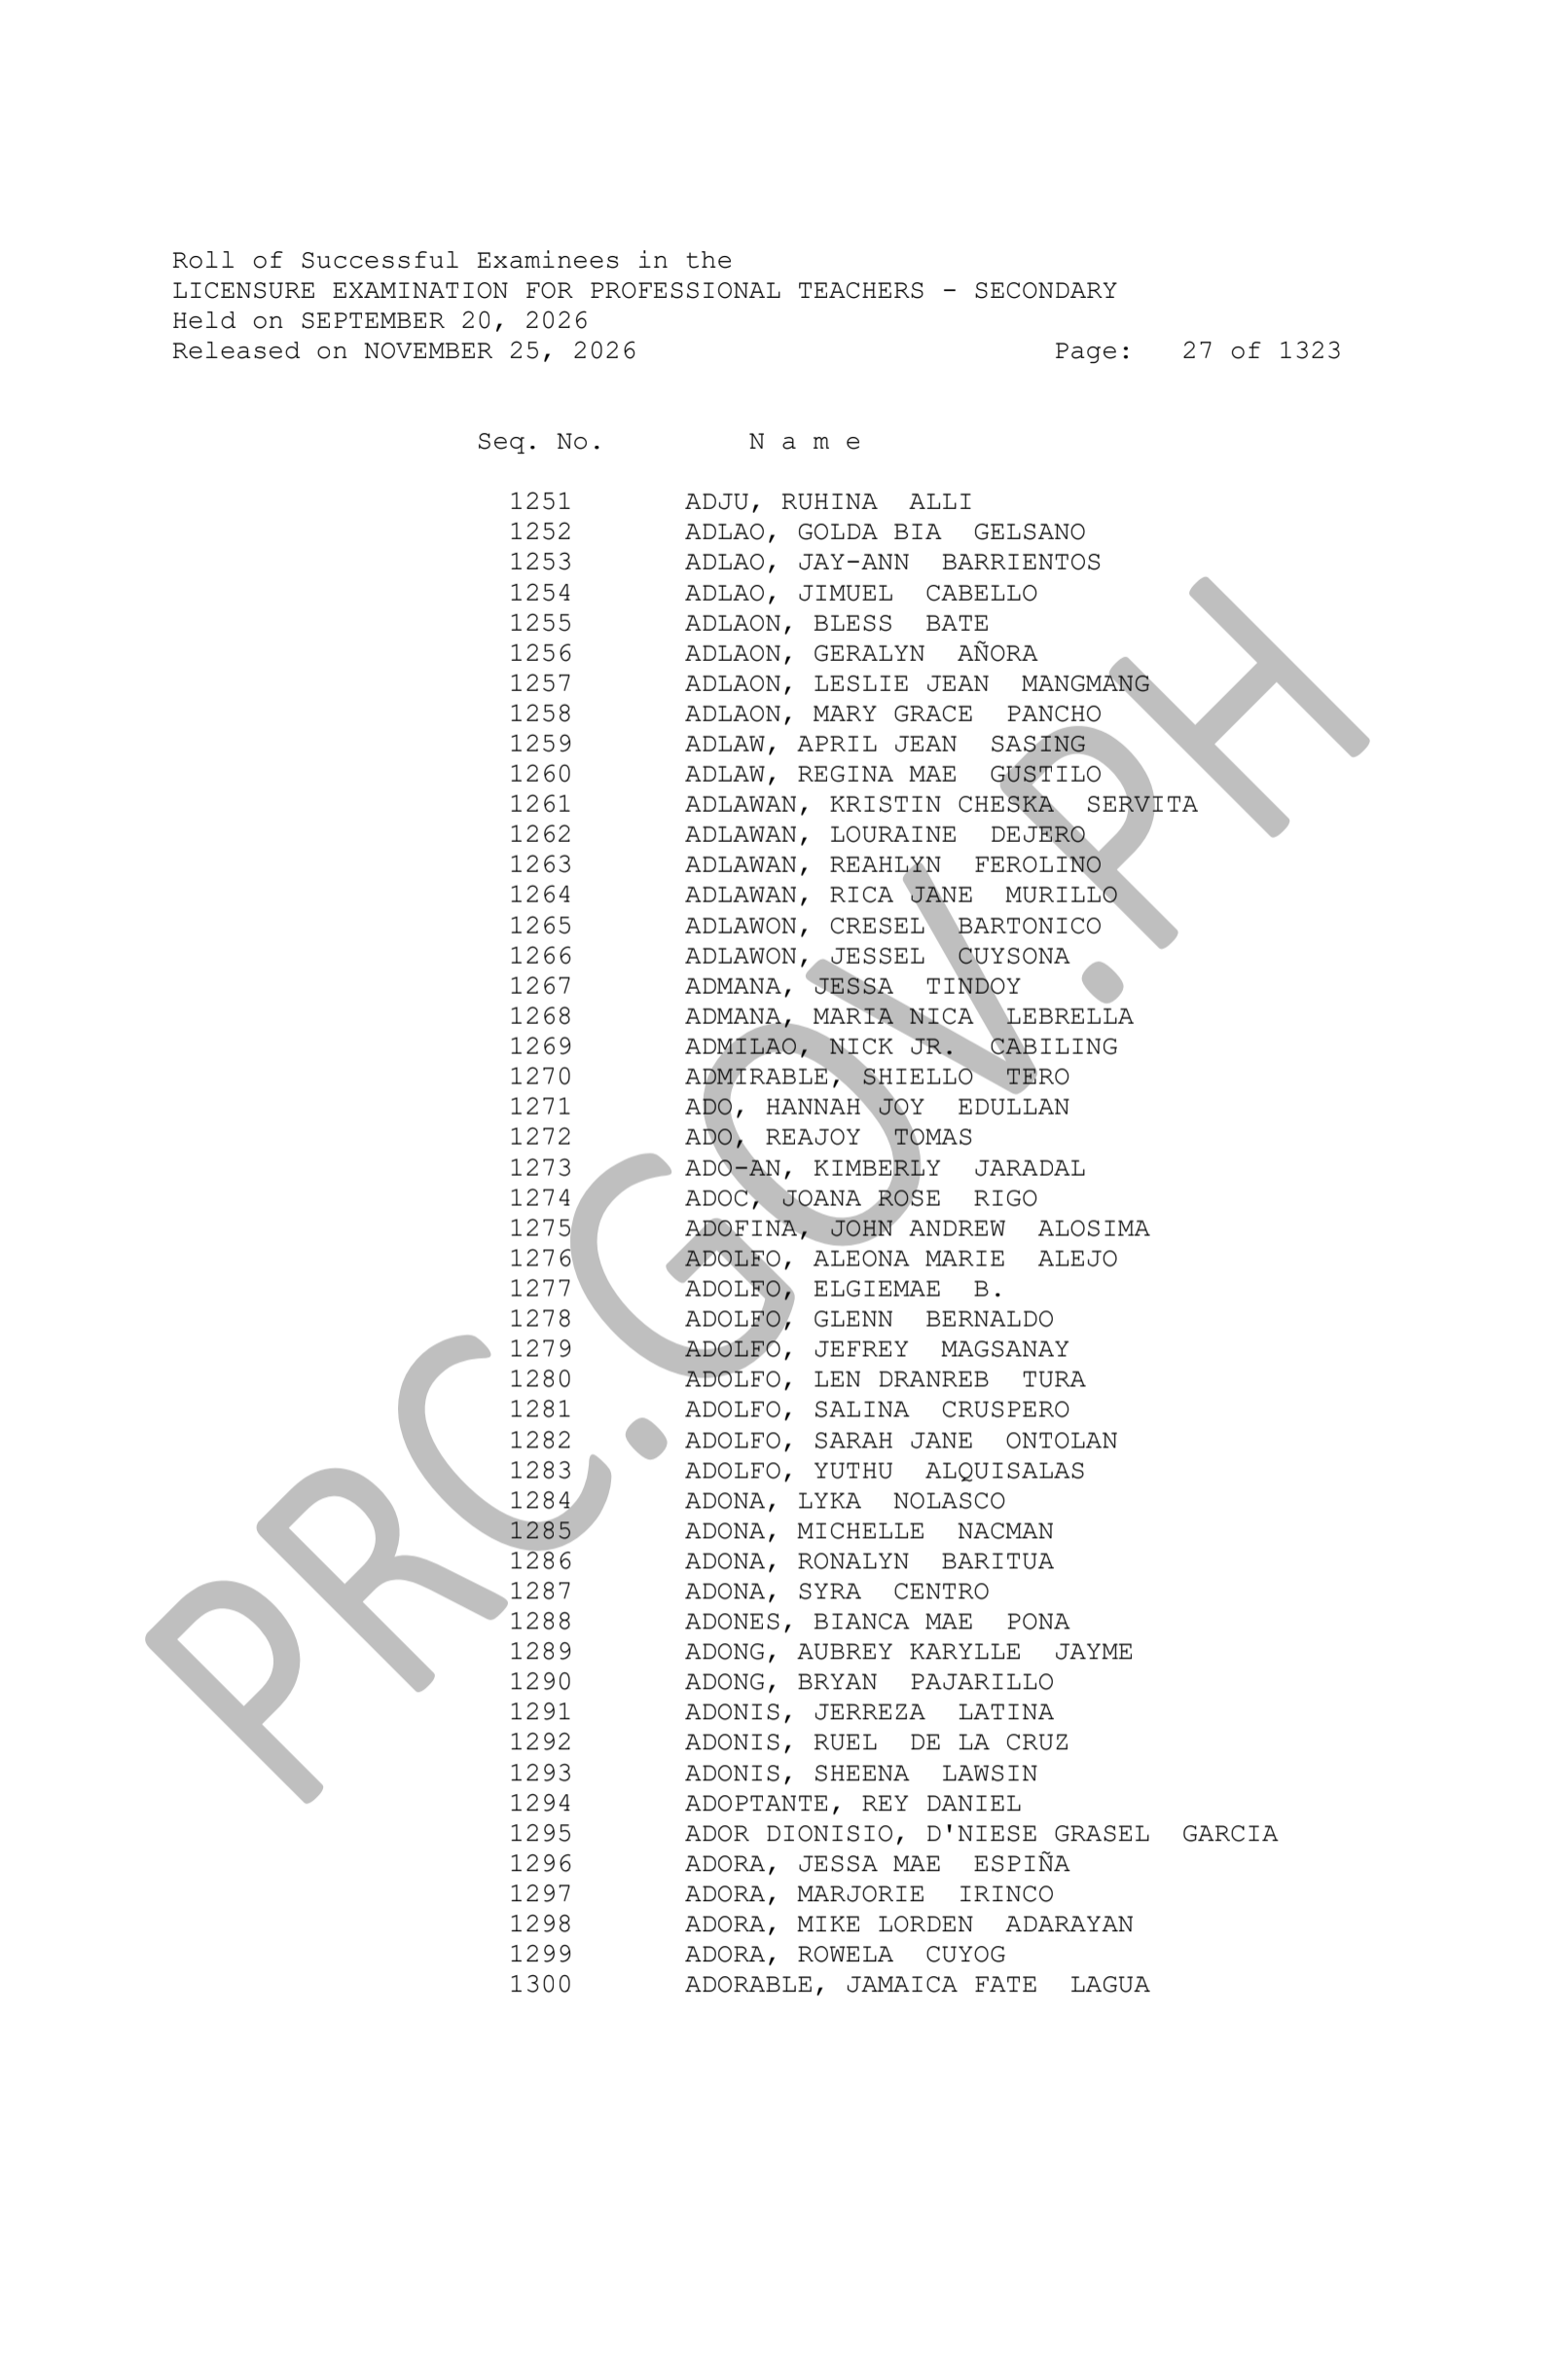 Roll of Successful Examinees in the
LICENSURE EXAMINATION FOR PROFESSIONAL TEACHERS - SECONDARY
Held on SEPTEMBER 20, 2026
Released on NOVEMBER 25, 2026 Page: 27 of 1323
Seq. No. N a m e
1251 ADJU, RUHINA ALLI
1252 ADLAO, GOLDA BIA GELSANO
1253 ADLAO, JAY-ANN BARRIENTOS
1254 ADLAO, JIMUEL CABELLO
1255 ADLAON, BLESS BATE
1256 ADLAON, GERALYN AÑORA
1257 ADLAON, LESLIE JEAN MANGMANG
1258 ADLAON, MARY GRACE PANCHO
1259 ADLAW, APRIL JEAN SASING
1260 ADLAW, REGINA MAE GUSTILO
1261 ADLAWAN, KRISTIN CHESKA SERVITA
1262 ADLAWAN, LOURAINE DEJERO
1263 ADLAWAN, REAHLYN FEROLINO
1264 ADLAWAN, RICA JANE MURILLO
1265 ADLAWON, CRESEL BARTONICO
1266 ADLAWON, JESSEL CUYSONA
1267 ADMANA, JESSA TINDOY
1268 ADMANA, MARIA NICA LEBRELLA
1269 ADMILAO, NICK JR. CABILING
1270 ADMIRABLE, SHIELLO TERO
1271 ADO, HANNAH JOY EDULLAN
1272 ADO, REAJOY TOMAS
1273 ADO-AN, KIMBERLY JARADAL
1274 ADOC, JOANA ROSE RIGO
1275 ADOFINA, JOHN ANDREW ALOSIMA
1276 ADOLFO, ALEONA MARIE ALEJO
1277 ADOLFO, ELGIEMAE B.
1278 ADOLFO, GLENN BERNALDO
1279 ADOLFO, JEFREY MAGSANAY
1280 ADOLFO, LEN DRANREB TURA
1281 ADOLFO, SALINA CRUSPERO
1282 ADOLFO, SARAH JANE ONTOLAN
1283 ADOLFO, YUTHU ALQUISALAS
1284 ADONA, LYKA NOLASCO
1285 ADONA, MICHELLE NACMAN
1286 ADONA, RONALYN BARITUA
1287 ADONA, SYRA CENTRO
1288 ADONES, BIANCA MAE PONA
1289 ADONG, AUBREY KARYLLE JAYME
1290 ADONG, BRYAN PAJARILLO
1291 ADONIS, JERREZA LATINA
1292 ADONIS, RUEL DE LA CRUZ
1293 ADONIS, SHEENA LAWSIN
1294 ADOPTANTE, REY DANIEL
1295 ADOR DIONISIO, D'NIESE GRASEL GARCIA
1296 ADORA, JESSA MAE ESPIÑA
1297 ADORA, MARJORIE IRINCO
1298 ADORA, MIKE LORDEN ADARAYAN
1299 ADORA, ROWELA CUYOG
1300 ADORABLE, JAMAICA FATE LAGUA
PRC.GOV.PH